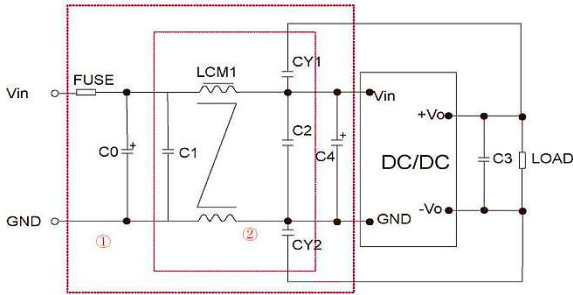 CY1
FUSE
LCM1
Vin
Vin
+Vo
C0
+
C1
C2
C4
+
DC/DC
C3
LOAD
GND
GND
-Vo
①
②
CY2